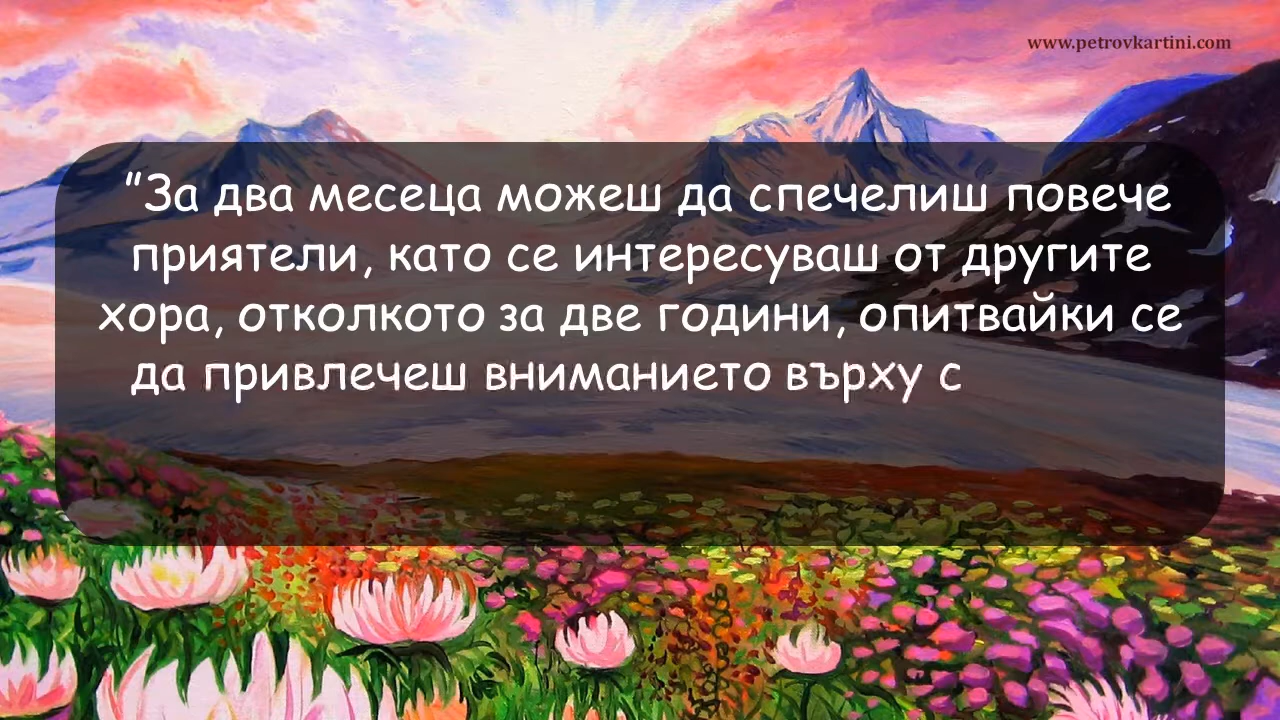 www.petrovkartini.com
"За два месеца можеш да спечелиш повече
приятели, като се интересуваш от другите
хора, отколкото за две години, опитвайки се
да привлечеш вниманието върху с